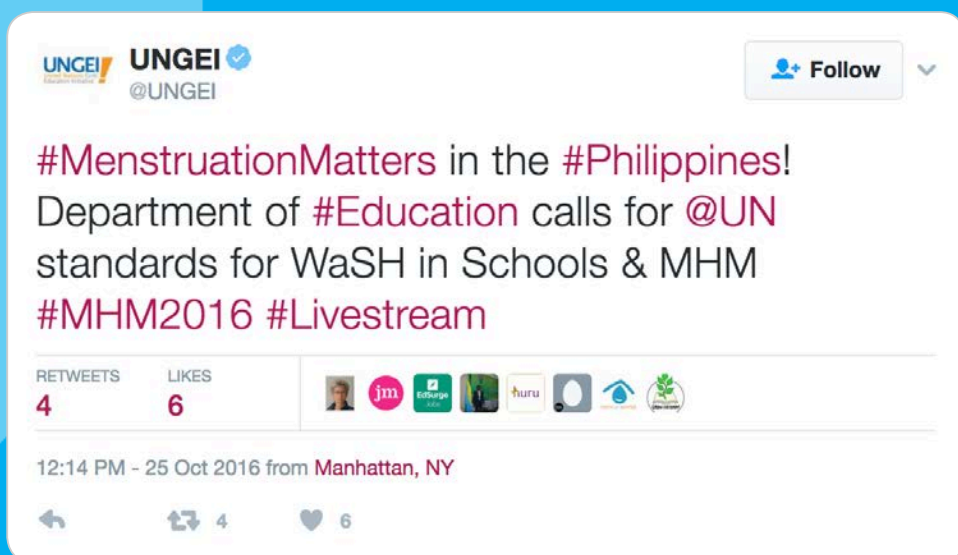 UNGEI
UNGEI
@UNGEI
Follow
#MenstruationMatters in the #Philippines!
Department of #Education calls for @UN
standards for WaSH in Schools & MHM
#MHM2016 #Livestream
RETWEETS LIKES
4 6
jm
EdSurge
Jobs
huru
12:14 PM - 25 Oct 2016 from Manhattan, NY
4 6